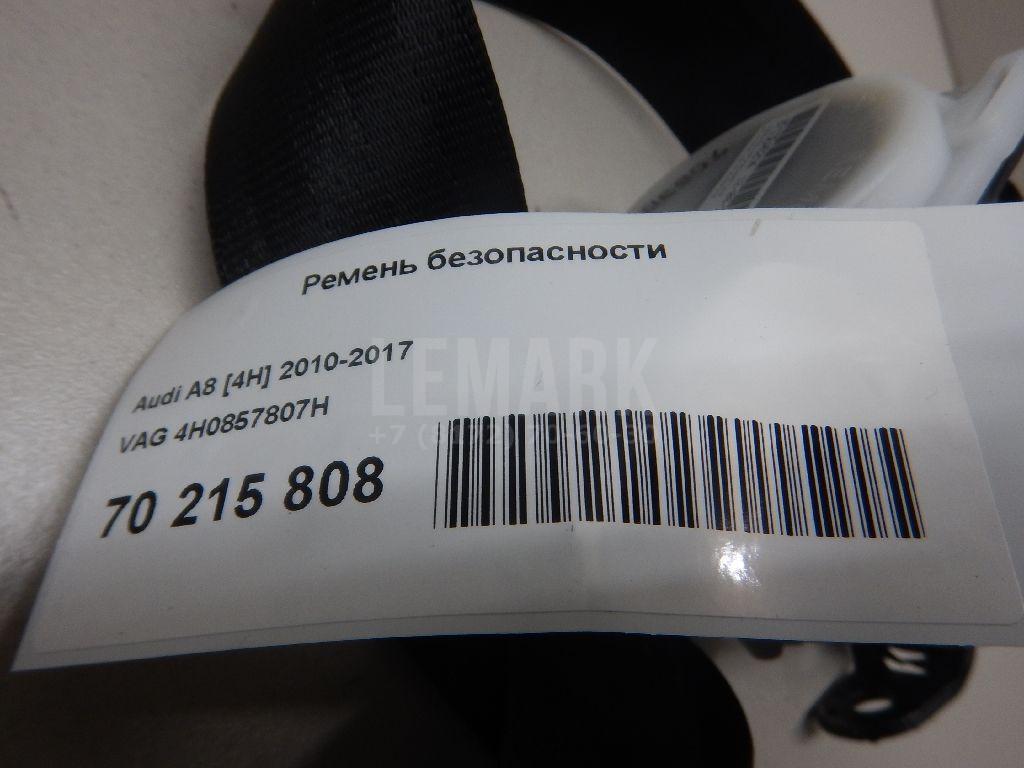 Ремень безопасности
Audi A8 [4H] 2010-2017
VAG 4H0857807H
70 215 808
LEMARK